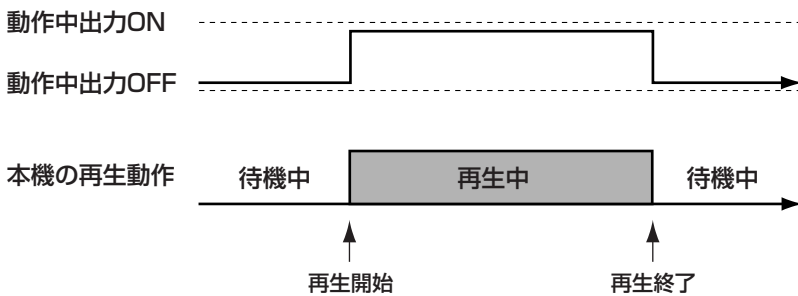 動作中出力ON
動作中出力OFF
本機の再生動作
待機中
再生中
待機中
再生開始
再生終了